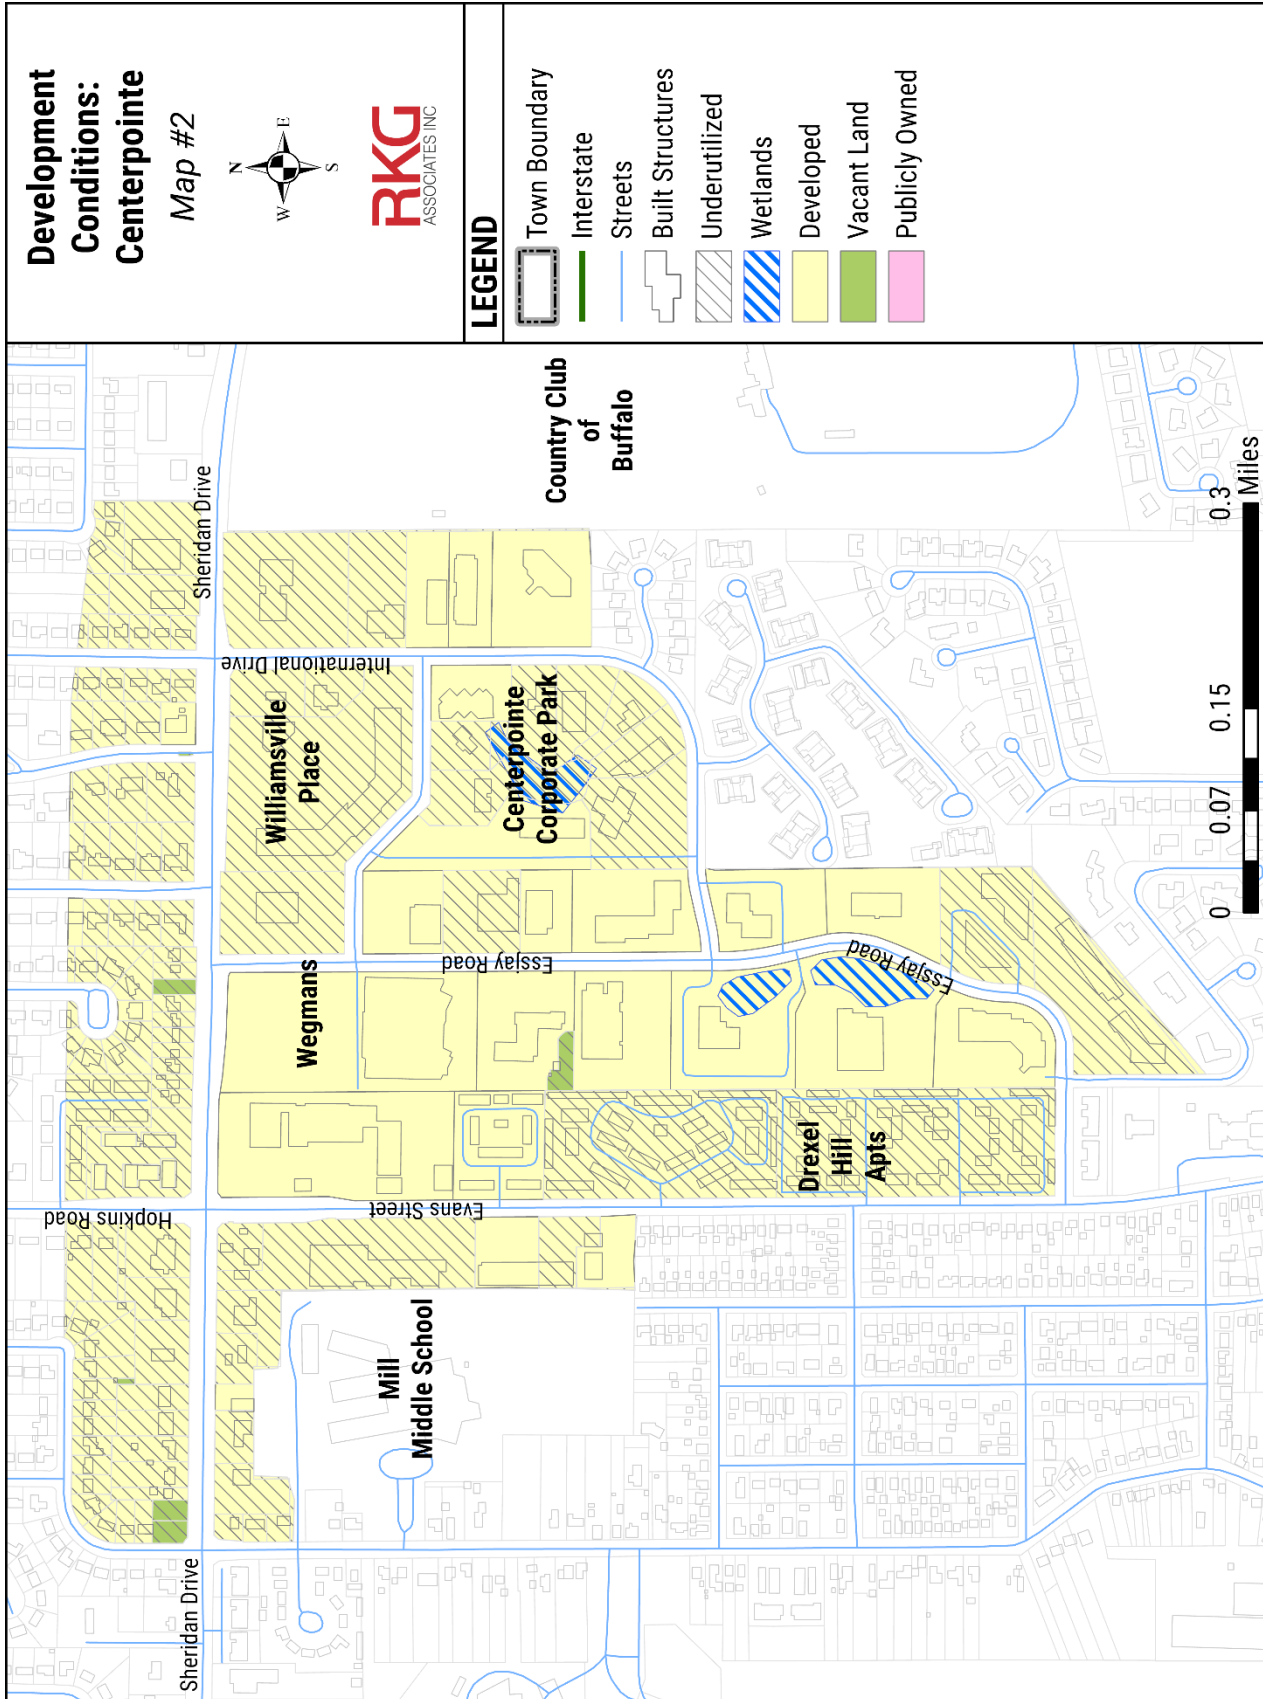 Development
Conditions:
Centerpointe
Map #2
N
W
E
S
RKG
ASSOCIATES INC
LEGEND
Town Boundary
Interstate
Streets
Built Structures
Underutilized
Wetlands
Developed
Vacant Land
Publicly Owned
Sheridan Drive
Hopkins Road
Sheridan Drive
International Drive
Williamsville
Place
Wegmans
Evans Street
Essjay Road
Mill
Middle School
Centerpointe
Corporate Park
Country Club
of
Buffalo
Drexel
Hill
Apts
Essjay Road
0
0.07
0.15
0.3
Miles